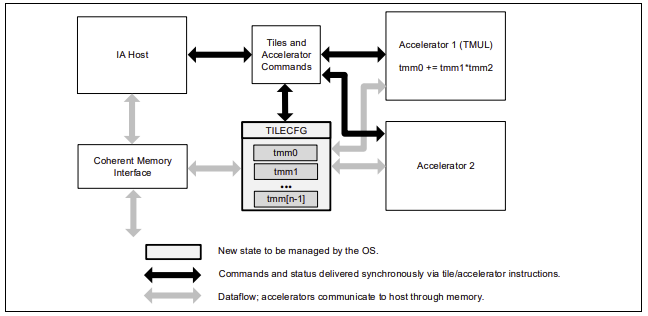 IA Host
Tiles and
Accelerator
Commands
Accelerator 1 (TMUL)
tmm0 += tmm1*tmm2
TILECFG
tmm0
tmm1
•••
tmm[n-1]
Coherent Memory
Interface
Accelerator 2
New state to be managed by the OS.
Commands and status delivered synchronously via tile/accelerator instructions.
Dataflow; accelerators communicate to host through memory.